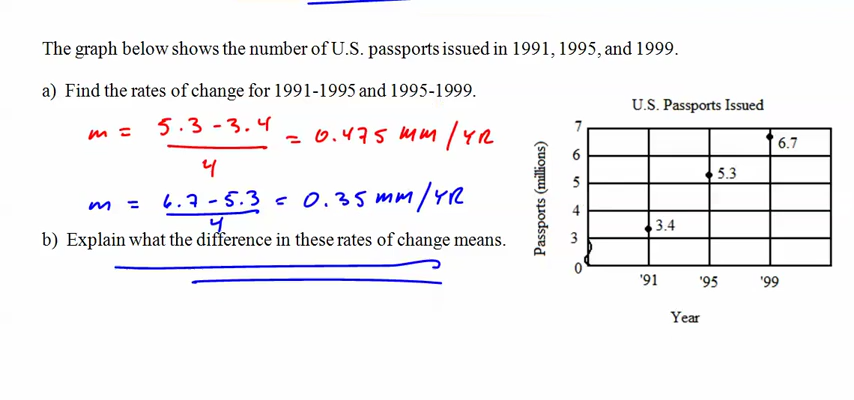 The graph below shows the number of U.S. passports issued in 1991, 1995, and 1999.
a) Find the rates of change for 1991-1995 and 1995-1999.
m = 5.3 - 3.4 / 4 = 0.475 mm/YR
m = 6.7 - 5.3 / 4 = 0.35 mm/YR
b) Explain what the difference in these rates of change means.
U.S. Passports Issued
Passports (millions)
7
6
5
4
3
0
6.7
5.3
3.4
'91 '95 '99
Year